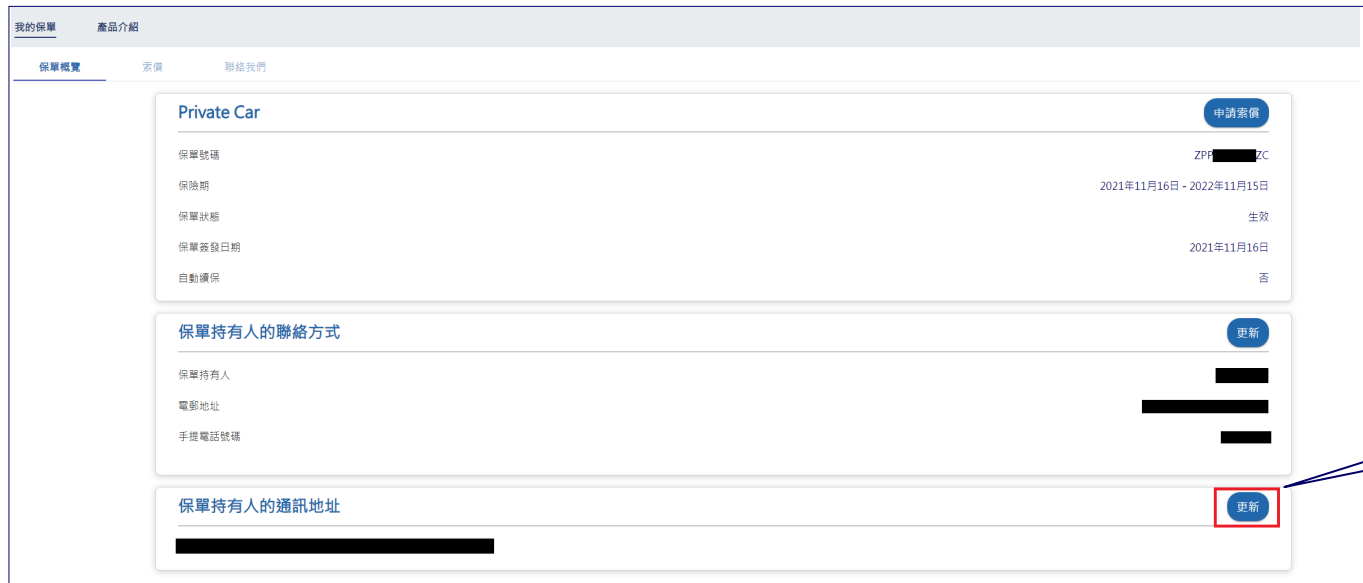 我的保單 產品介紹
保單概覽 索償 聯絡我們
Private Car 申請索償
保單號碼 ZPP ZC
保險期 2021年11月16日 - 2022年11月15日
保單狀態 生效
保單簽發日期 2021年11月16日
自動續保 否
保單持有人的聯絡方式 更新
保單持有人
電郵地址
手提電話號碼
保單持有人的通訊地址 更新